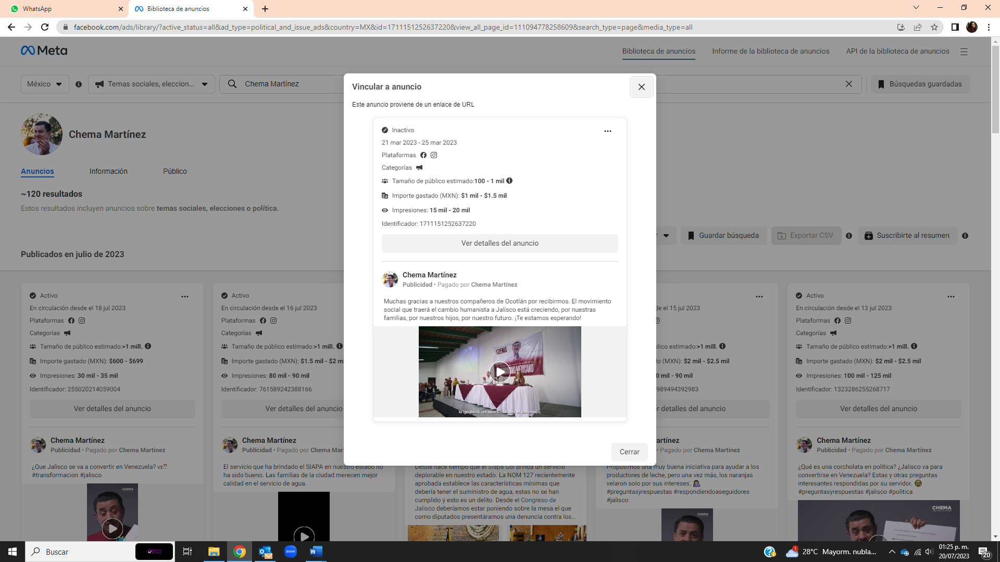 WhatsApp
Biblioteca de anuncios
facebook.com/ads/library/?active_status=all&ad_type=political_and_issue_ads&country=MX&id=1711151252637220&view_all_page_id=111094778258609&search_type=page&media_type=all
Meta
Biblioteca de anuncios
Informe de la biblioteca de anuncios
API de la biblioteca de anuncios
México
Temas sociales, eleccion...
Chema Martínez
Búsquedas guardadas
Chema Martínez
Anuncios
Información
Público
~120 resultados
Estos resultados incluyen anuncios sobre temas sociales, elecciones o política.
Guardar búsqueda
Exportar CSV
Suscribirte al resumen
Publicados en julio de 2023
Vincular a anuncio
Este anuncio proviene de un enlace de URL
Inactivo
21 mar 2023 - 25 mar 2023
Plataformas
Categorías
Tamaño de público estimado:100 - 1 mil
Importe gastado (MXN): $1 mil - $1.5 mil
Impresiones: 15 mil - 20 mil
Identificador: 1711151252637220
Ver detalles del anuncio
Chema Martínez
Publicidad • Pagado por Chema Martínez
Muchas gracias a nuestros compañeros de Ocotlán por recibirmos. El movimiento
social que traerá el cambio humanista a Jalisco está creciendo, por nuestras
familias, por nuestros hijos, por nuestro futuro. ¡Te estamos esperando!
CHEMA
MEXICANO
la igualdad, las oportunidades el desarrollo,
Cerrar
Activo
En circulación desde el 18 jul 2023
Plataformas
Categorías
Tamaño de público estimado:>1 mill.
Importe gastado (MXN): $600 - $699
Impresiones: 30 mil - 35 mil
Identificador: 255020214059004
Ver detalles del anuncio
Chema Martínez
Publicidad • Pagado por Chema Martínez
¿Que Jalisco se va a convertir en Venezuela? VE⁉
#transformacion #jalisco
CHEMA
Activo
En circulación desde el 16 jul 2023
Plataformas
Categorías
Tamaño de público estimado:>1 mill.
Importe gastado (MXN): $1.5 mil - $2 mi
Impresiones: 80 mil - 90 mil
Identificador: 761589242388166
Ver detalles del anuncio
Chema Martínez
Publicidad • Pagado por Chema Mar
El servicio que ha brindado el SIAPA en nuestro estado no
ha sido bueno. Las familias de la ciudad merecen mejor
calidad en el servicio de agua.
Desde hace tiempo que el Siapa Gdl brinda un servicio
deplorable en nuestro estado. La NOM 127 recientemente
aprobada establece las características mínimas que
debería tener el suministro de agua, estas no se han
cumplido y esto es un delito. Desde el Congreso de
Jalisco deberíamos estar poniendo sobre la mesa el que
como diputados presentáramos una denuncia contra los...
de el 15 jul 2023
lico estimado:>1 mill.
do (MXN): $2 mil - $2.5 mil
0 mil - 90 mil
989494392983
r detalles del anuncio
artínez
• Pagado por Chema Martínez
Propusimos una muy buena iniciativa para ayudar a los
productores de leche, pero una vez más, los naranjas
velaron solo por sus intereses.
#preguntasyrespuestas #respondiendoaseguidores
#jalisco
CHEMA
Activo
En circulación desde el 13 jul 2023
Plataformas
Categorías
Tamaño de público estimado:>1 mill.
Importe gastado (MXN): $2 mil - $2.5 mil
Impresiones: 100 mil - 125 mil
Identificador: 1323286255268717
Ver detalles del anuncio
Chema Martínez
Publicidad • Pagado por Chema Martínez
¿Qué es una corcholata en política? ¿Jalisco va para
convertirse en Venezuela? Estas y otras preguntas
interesantes respondidas por su servidor.
#preguntasyrespuestas #jalisco #politica
CHEMA
Buscar
zoom
1
28°C Mayorm. nubla...
01:25 p. m.
20/07/2023
20